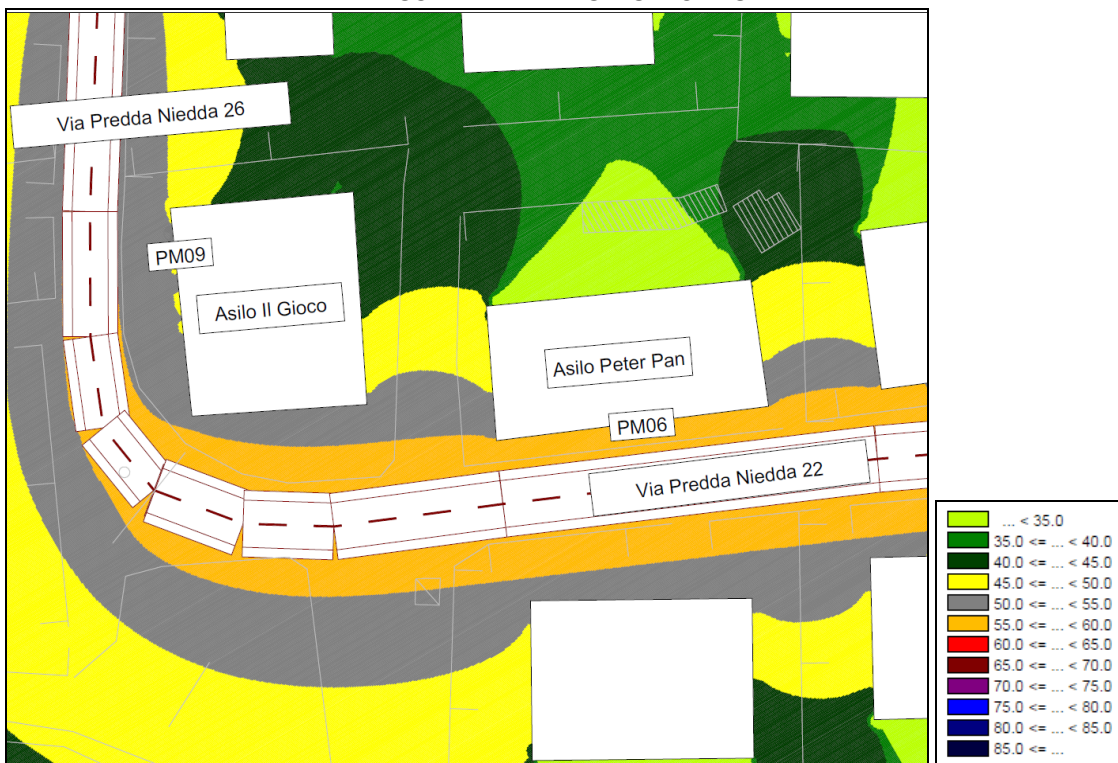 Via Predda Niedda 26
PM09
Asilo Il Gioco
Asilo Peter Pan
PM06
Via Predda Niedda 22
... < 35.0
35.0 <= ... < 40.0
40.0 <= ... < 45.0
45.0 <= ... < 50.0
50.0 <= ... < 55.0
55.0 <= ... < 60.0
60.0 <= ... < 65.0
65.0 <= ... < 70.0
70.0 <= ... < 75.0
75.0 <= ... < 80.0
80.0 <= ... < 85.0
85.0 <= ...